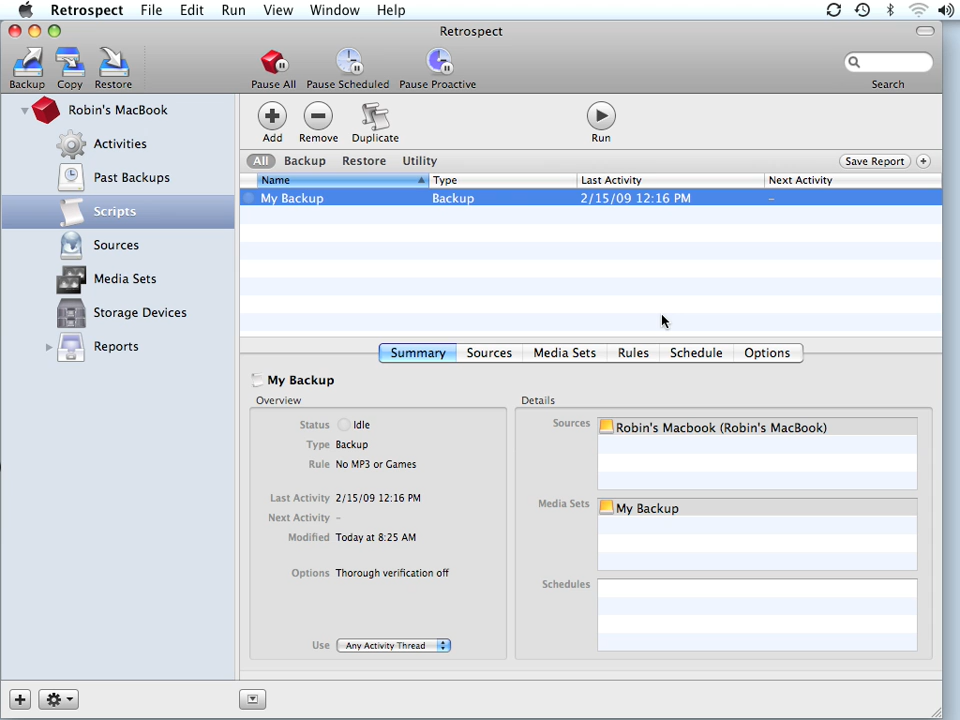 Retrospect File Edit Run View Window Help
Retrospect
Backup Copy Restore Pause All Pause Scheduled Pause Proactive Search
Robin's MacBook
Activities
Past Backups
Scripts
Sources
Media Sets
Storage Devices
Reports
Add Remove Duplicate Run
All Backup Restore Utility Save Report
Name Type Last Activity Next Activity
My Backup Backup 2/15/09 12:16 PM –
Summary Sources Media Sets Rules Schedule Options
My Backup
Overview
Status Idle
Type Backup
Rule No MP3 or Games
Last Activity 2/15/09 12:16 PM
Next Activity –
Modified Today at 8:25 AM
Options Thorough verification off
Use Any Activity Thread
Details
Sources Robin's Macbook (Robin's MacBook)
Media Sets My Backup
Schedules